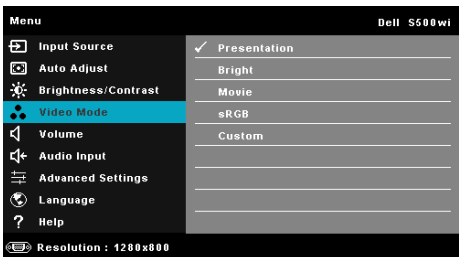 Menu
Dell S500wi
Input Source
Auto Adjust
Brightness/Contrast
Video Mode
Volume
Audio Input
Advanced Settings
Language
? Help
Resolution : 1280x800
Presentation
Bright
Movie
sRGB
Custom